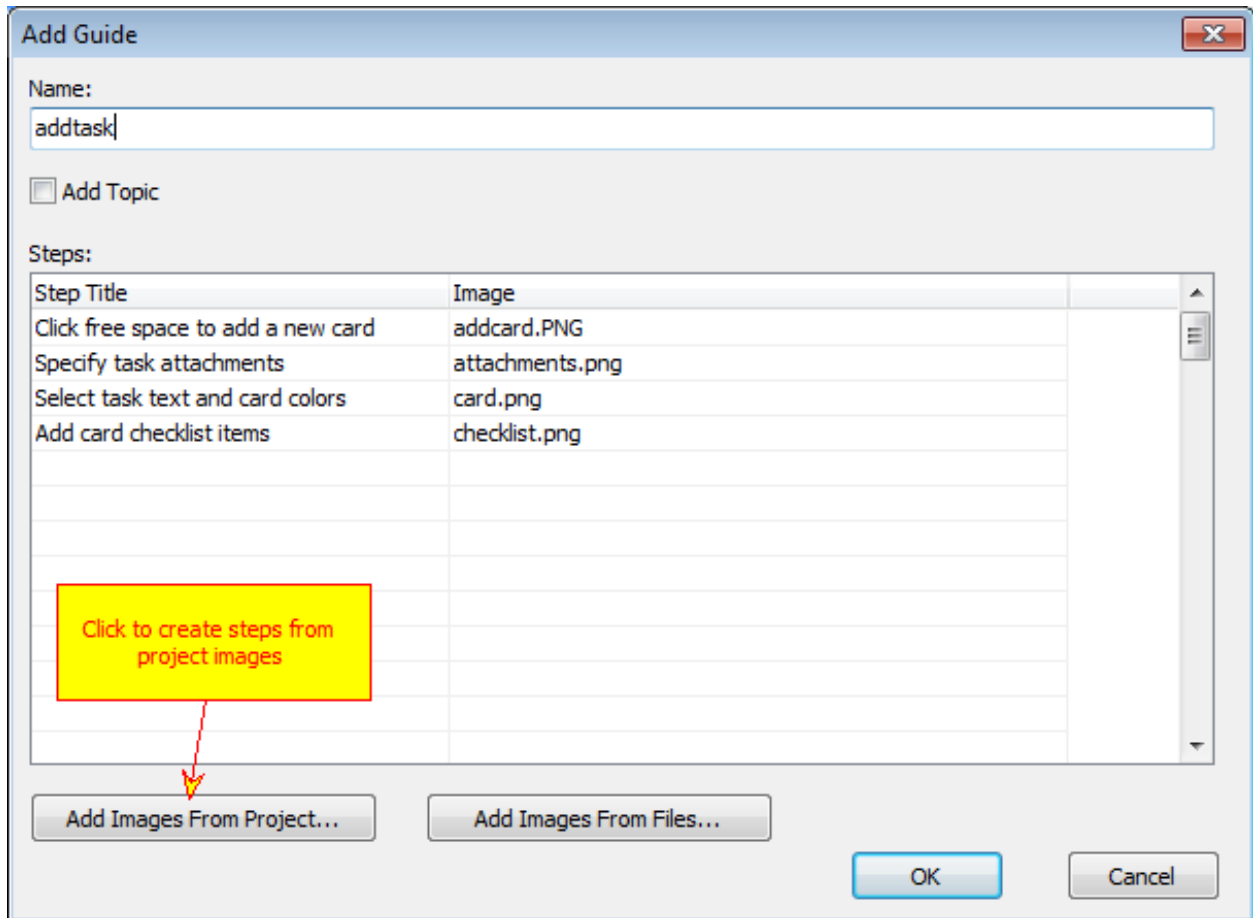 Add Guide
Name:
addtask
Add Topic
Steps:
Step Title Image
Click free space to add a new card addcard.PNG
Specify task attachments attachments.png
Select task text and card colors card.png
Add card checklist items checklist.png
Click to create steps from
project images
Add Images From Project... Add Images From Files...
OK Cancel